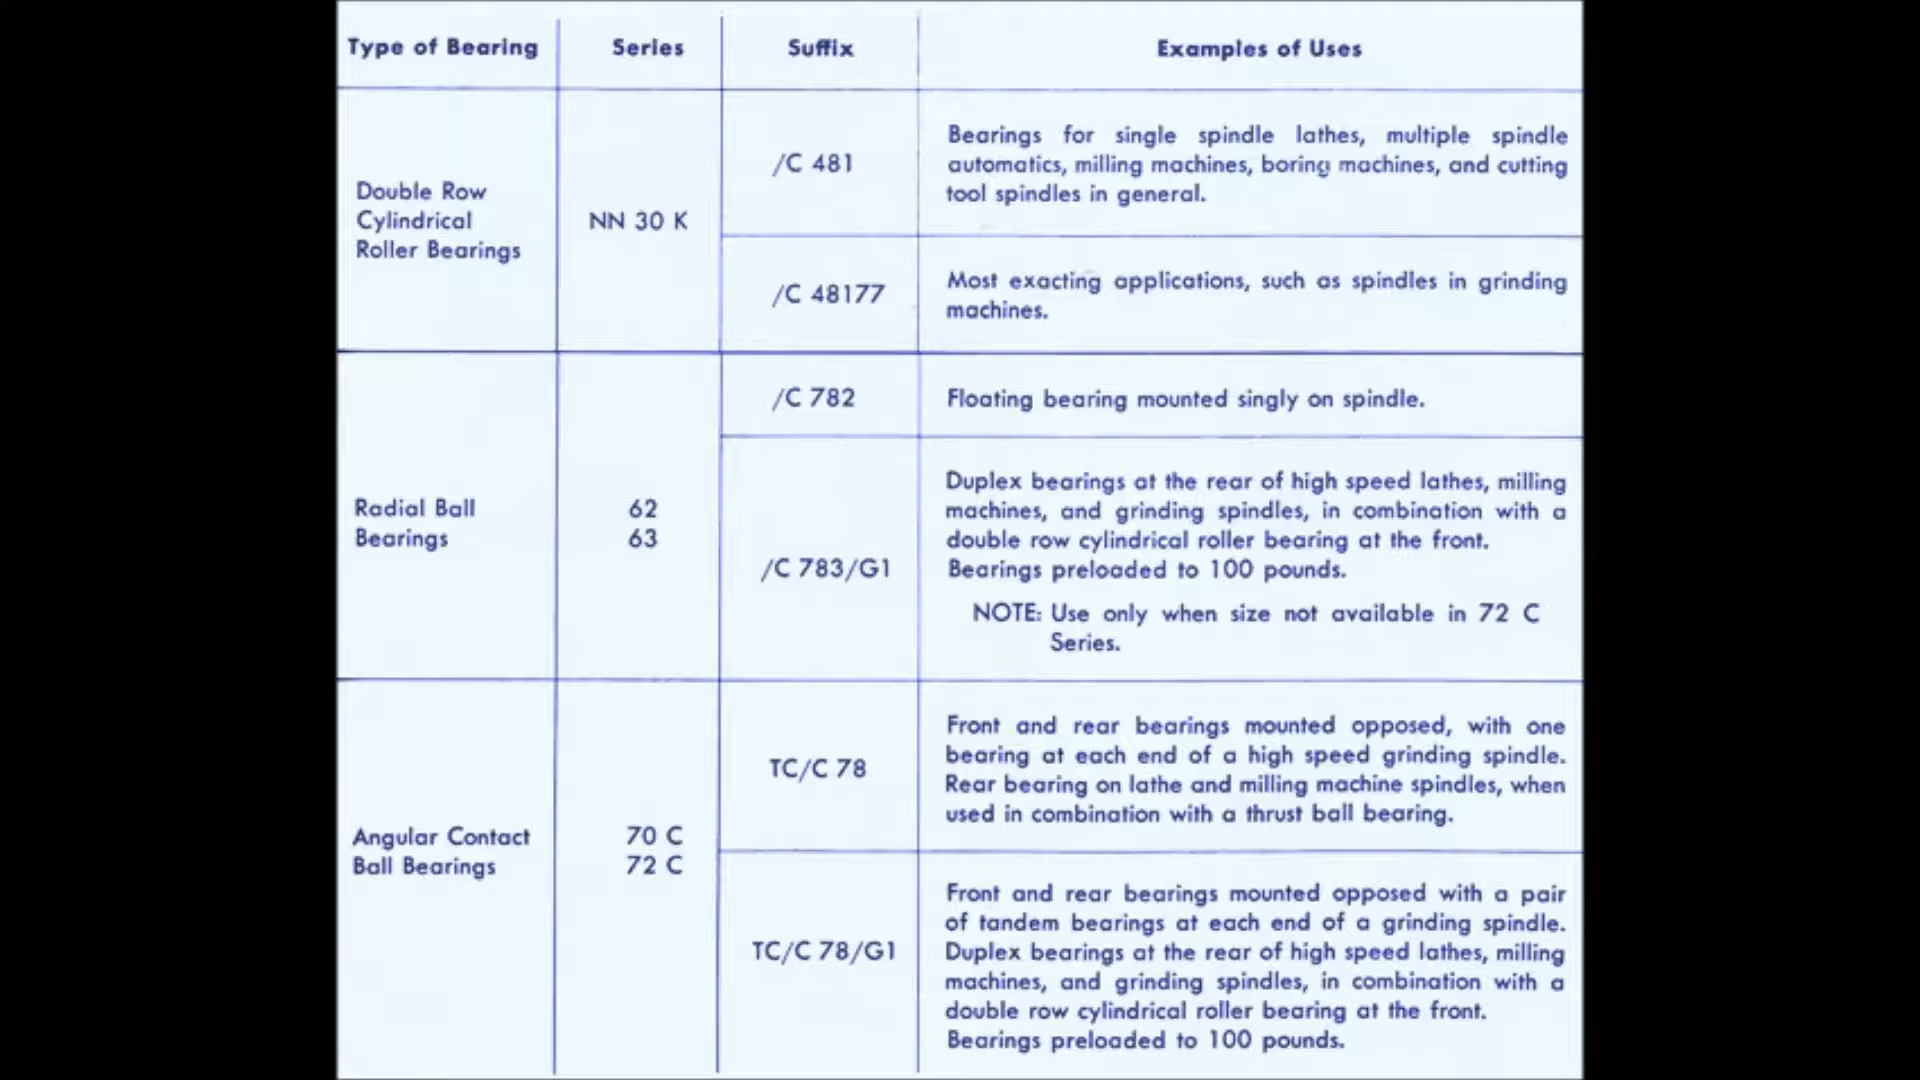 Type of Bearing Series Suffix Examples of Uses
Double Row
Cylindrical
Roller Bearings
NN 30 K
/C 481
Bearings for single spindle lathes, multiple spindle
automatics, milling machines, boring machines, and cutting
tool spindles in general.
/C 48177
Most exacting applications, such as spindles in grinding
machines.
Radial Ball
Bearings
62
63
/C 782
Floating bearing mounted singly on spindle.
/C 783/G1
Duplex bearings at the rear of high speed lathes, milling
machines, and grinding spindles, in combination with a
double row cylindrical roller bearing at the front.
Bearings preloaded to 100 pounds.
NOTE: Use only when size not available in 72 C
Series.
Angular Contact
Ball Bearings
70 C
72 C
TC/C 78
Front and rear bearings mounted opposed, with one
bearing at each end of a high speed grinding spindle.
Rear bearing on lathe and milling machine spindles, when
used in combination with a thrust ball bearing.
TC/C 78/G1
Front and rear bearings mounted opposed with a pair
of tandem bearings at each end of a grinding spindle.
Duplex bearings at the rear of high speed lathes, milling
machines, and grinding spindles, in combination with a
double row cylindrical roller bearing at the front.
Bearings preloaded to 100 pounds.